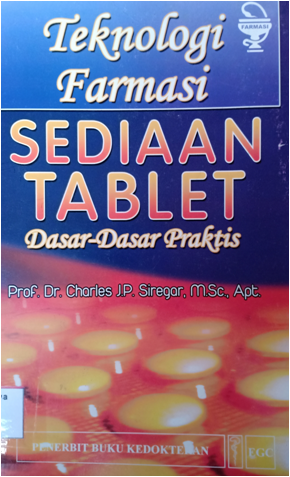 Teknologi
Farmasi
FARMASI
SEDIAAN
TABLET
Dasar-Dasar Praktis
Prof. Dr. Charles J.P. Siregar, M.Sc., Apt.
PENERBIT BUKU KEDOKTERAN
EGC